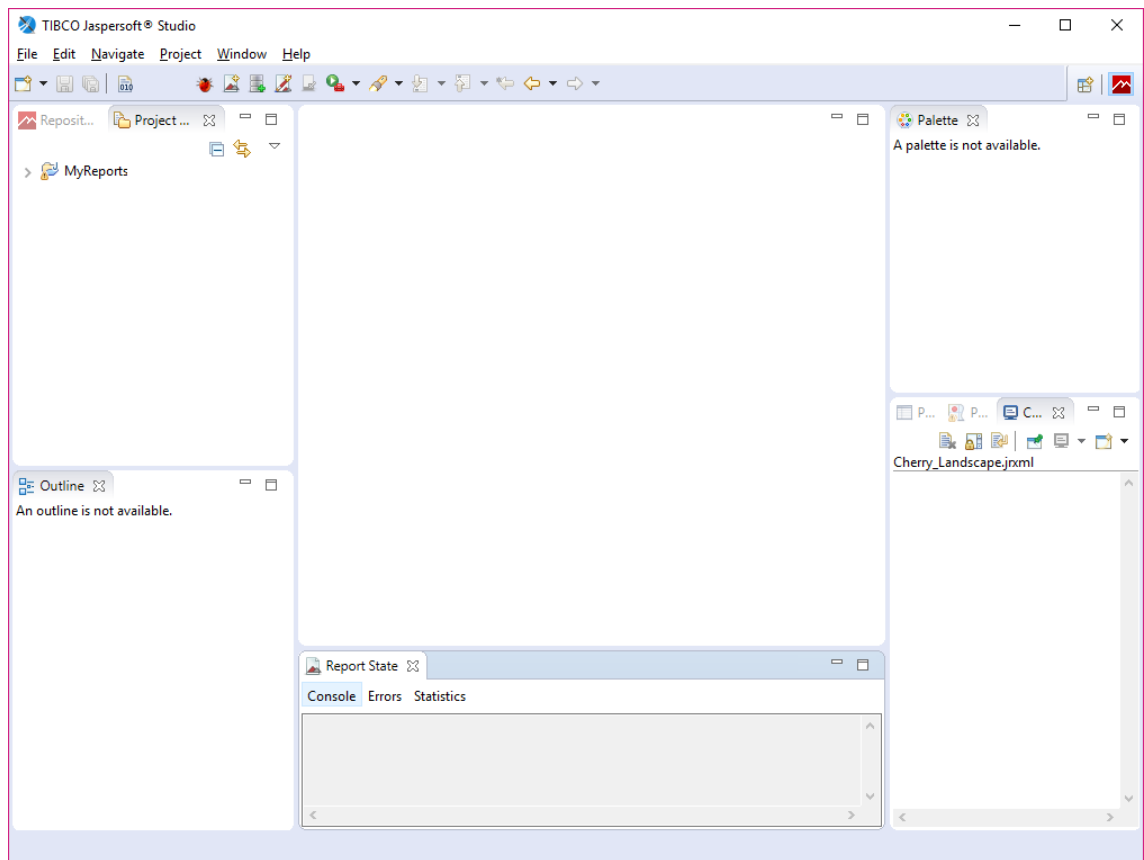 TIBCO Jaspersoft® Studio
File Edit Navigate Project Window Help
010
Reposit... Project ...
MyReports
Palette
A palette is not available.
P... P... C...
Cherry_Landscape.jrxml
Outline
An outline is not available.
Report State
Console Errors Statistics